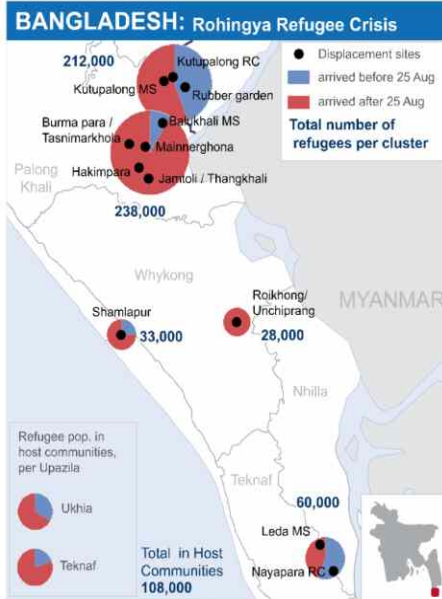 BANGLADESH: Rohingya Refugee Crisis
212,000
Kutupalong RC
Kutupalong MS
Rubber garden
Displacement sites
arrived before 25 Aug
arrived after 25 Aug
Total number of
refugees per cluster
Burma para /
Tasnimarkhola
Balukhali MS
Mainnerghona
Hakimpara
Jamtoli / Thangkhali
Palong
Khali
238,000
Whykong
MYANMAR
Shamlapur
33,000
Roikhong/
Unchiprang
28,000
Nhilla
Refugee pop. in
host communities,
per Upazila
Ukhia
Teknaf
Teknaf
60,000
Leda MS
Nayapara RC
Total in Host
Communities
108,000